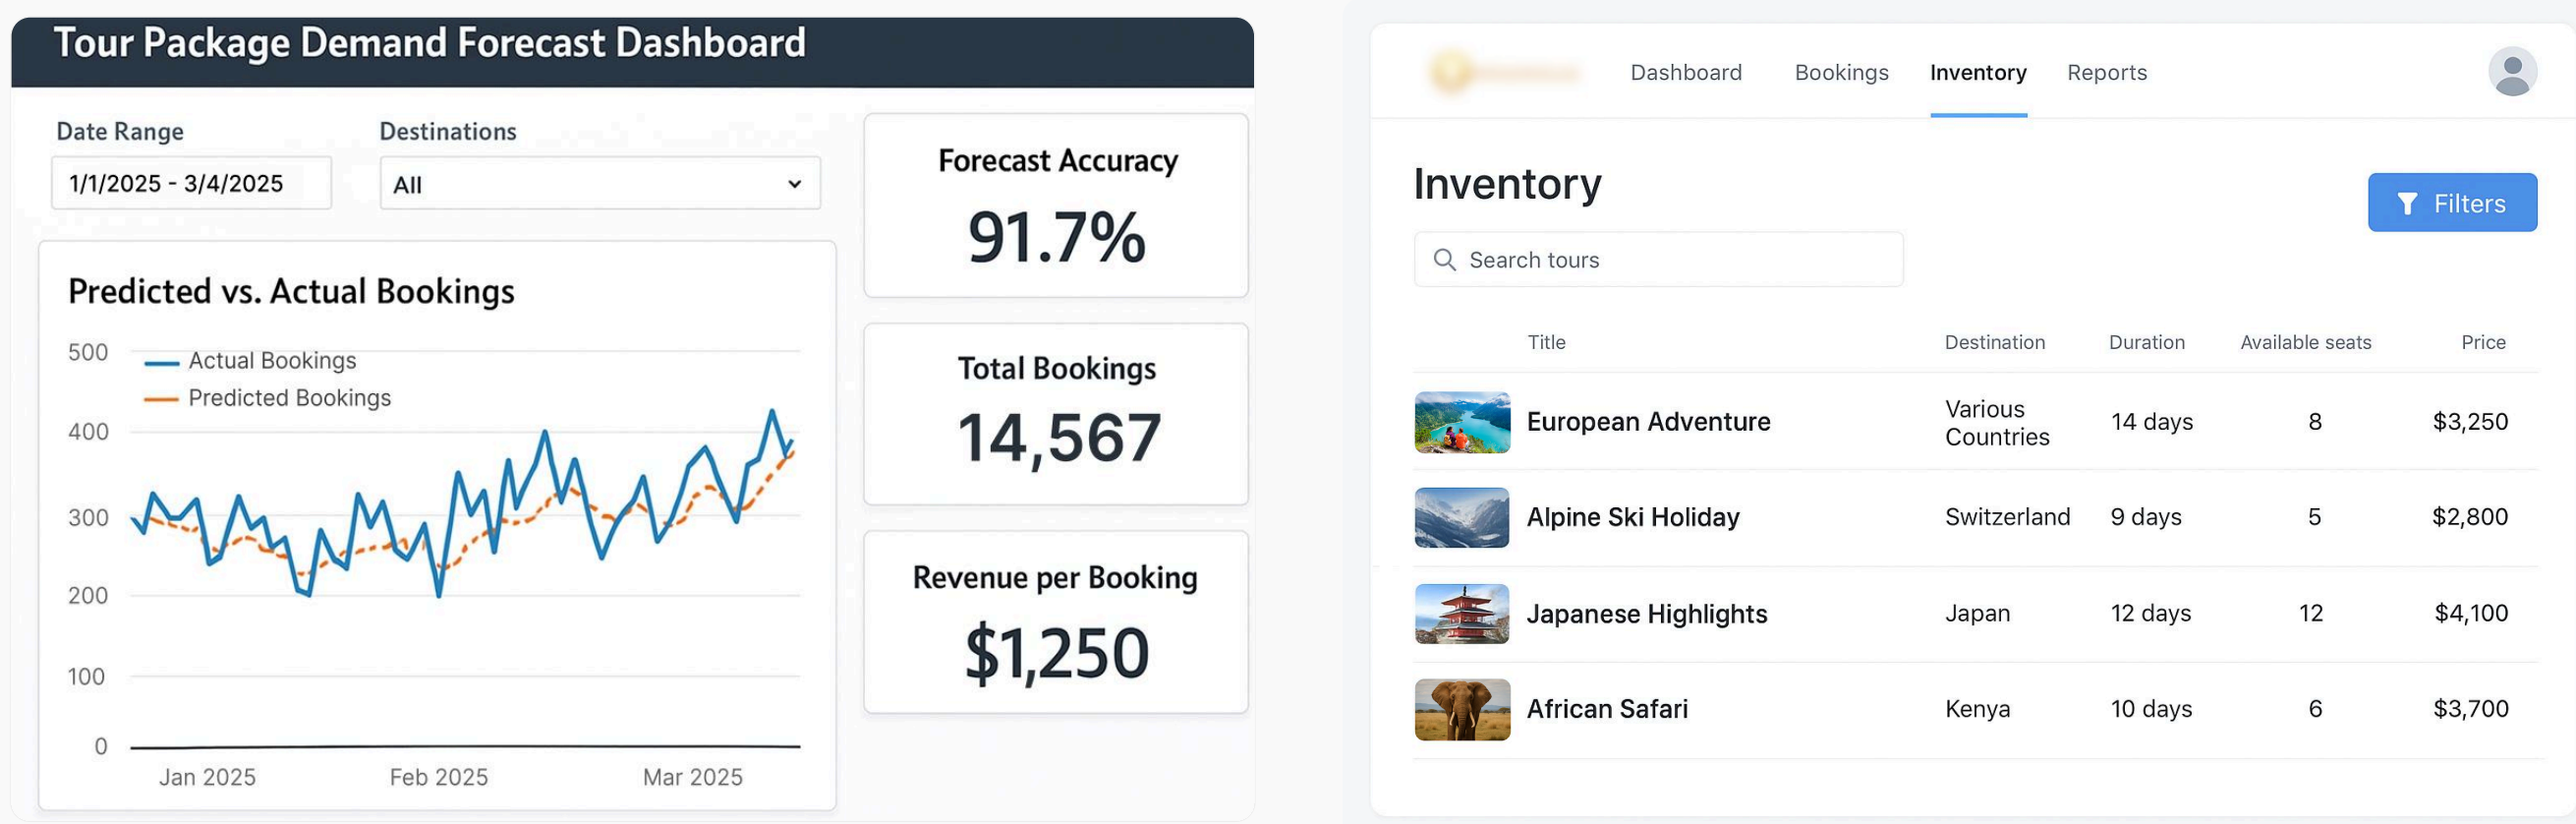 Tour Package Demand Forecast Dashboard
Date Range
Destinations
1/1/2025 - 3/4/2025
All
Predicted vs. Actual Bookings
Actual Bookings
Predicted Bookings
500
400
300
200
100
0
Jan 2025 Feb 2025 Mar 2025
Forecast Accuracy
91.7%
Total Bookings
14,567
Revenue per Booking
$1,250
Dashboard Bookings Inventory Reports
Inventory
Filters
Search tours
Title Destination Duration Available seats Price
European Adventure Various Countries 14 days 8 $3,250
Alpine Ski Holiday Switzerland 9 days 5 $2,800
Japanese Highlights Japan 12 days 12 $4,100
African Safari Kenya 10 days 6 $3,700